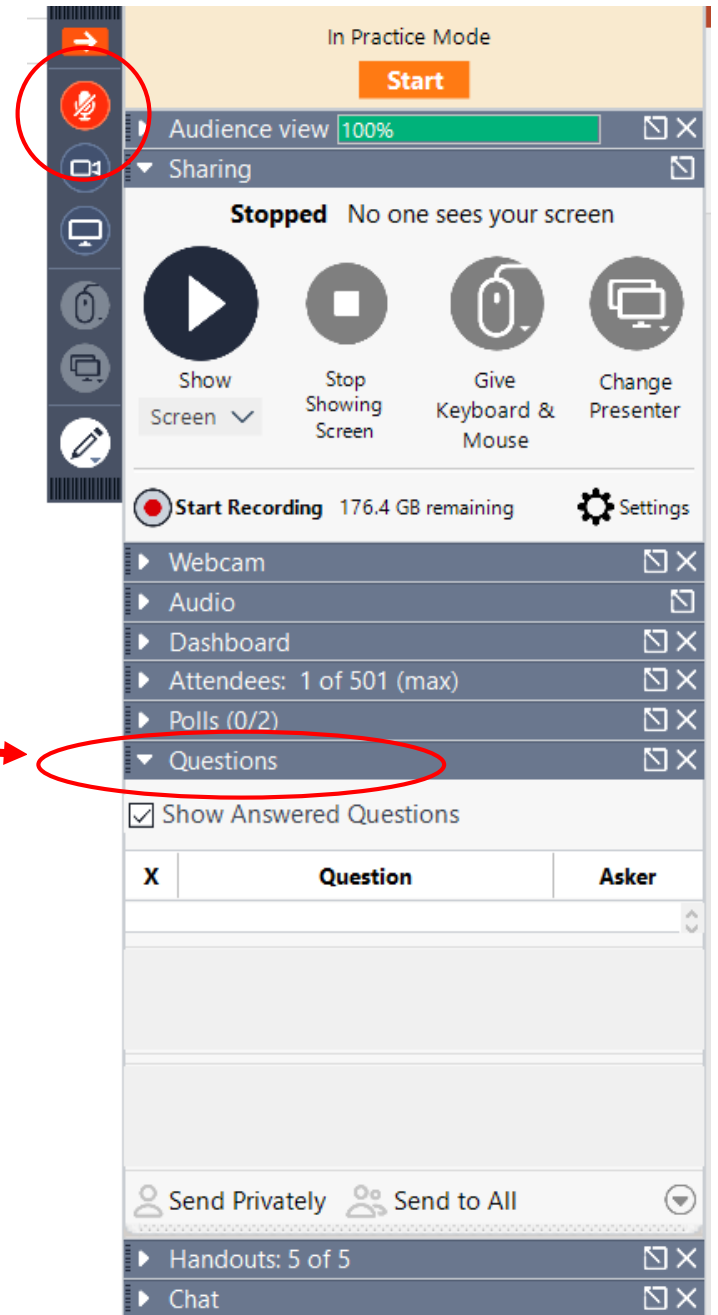 In Practice Mode
Start
Audience view 100%
Sharing
Stopped No one sees your screen
Show
Screen
Stop
Showing
Screen
Give
Keyboard &
Mouse
Change
Presenter
Start Recording 176.4 GB remaining Settings
Webcam
Audio
Dashboard
Attendees: 1 of 501 (max)
Polls (0/2)
Questions
Show Answered Questions
X Question Asker
Send Privately Send to All
Handouts: 5 of 5
Chat